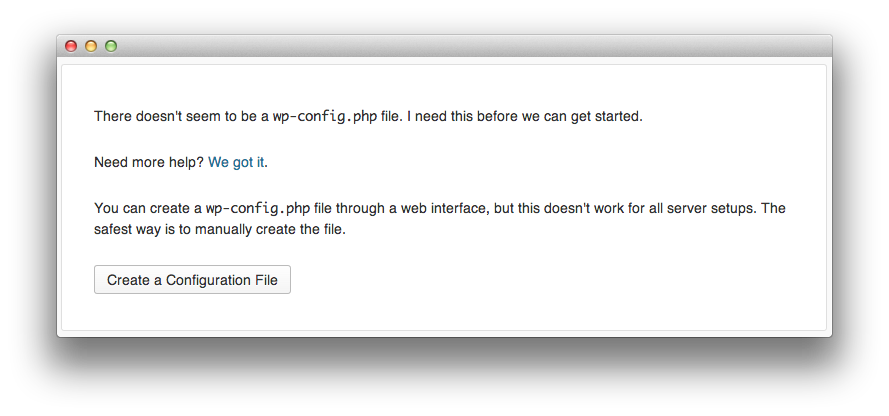 There doesn't seem to be a wp-config.php file. I need this before we can get started.
Need more help? We got it.
You can create a wp-config.php file through a web interface, but this doesn't work for all server setups. The
safest way is to manually create the file.
Create a Configuration File